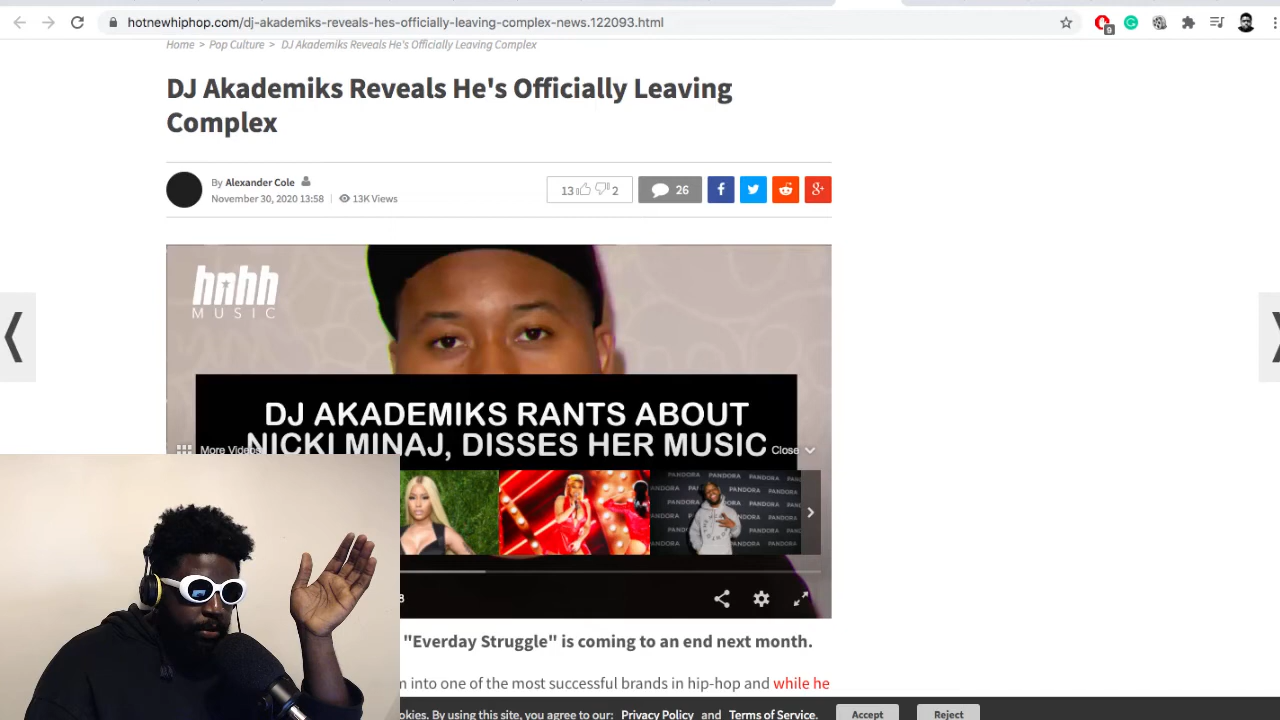 hotnewhiphop.com/dj-akademiks-reveals-hes-officially-leaving-complex-news.122093.html
9
Home > Pop Culture > DJ Akademiks Reveals He's Officially Leaving Complex
DJ Akademiks Reveals He's Officially Leaving
Complex
By Alexander Cole
November 30, 2020 13:58 | 13K Views
13 2
26
hnhh
MUSIC
DJ AKADEMIKS RANTS ABOUT
NICKI MINAJ, DISSES HER MUSIC
More Videos
Close
PANDORA PANDORA
"Everday Struggle" is coming to an end next month.
into one of the most successful brands in hip-hop and while he
By using this site, you agree to our: Privacy Policy and Terms of Service.
Accept
Reject